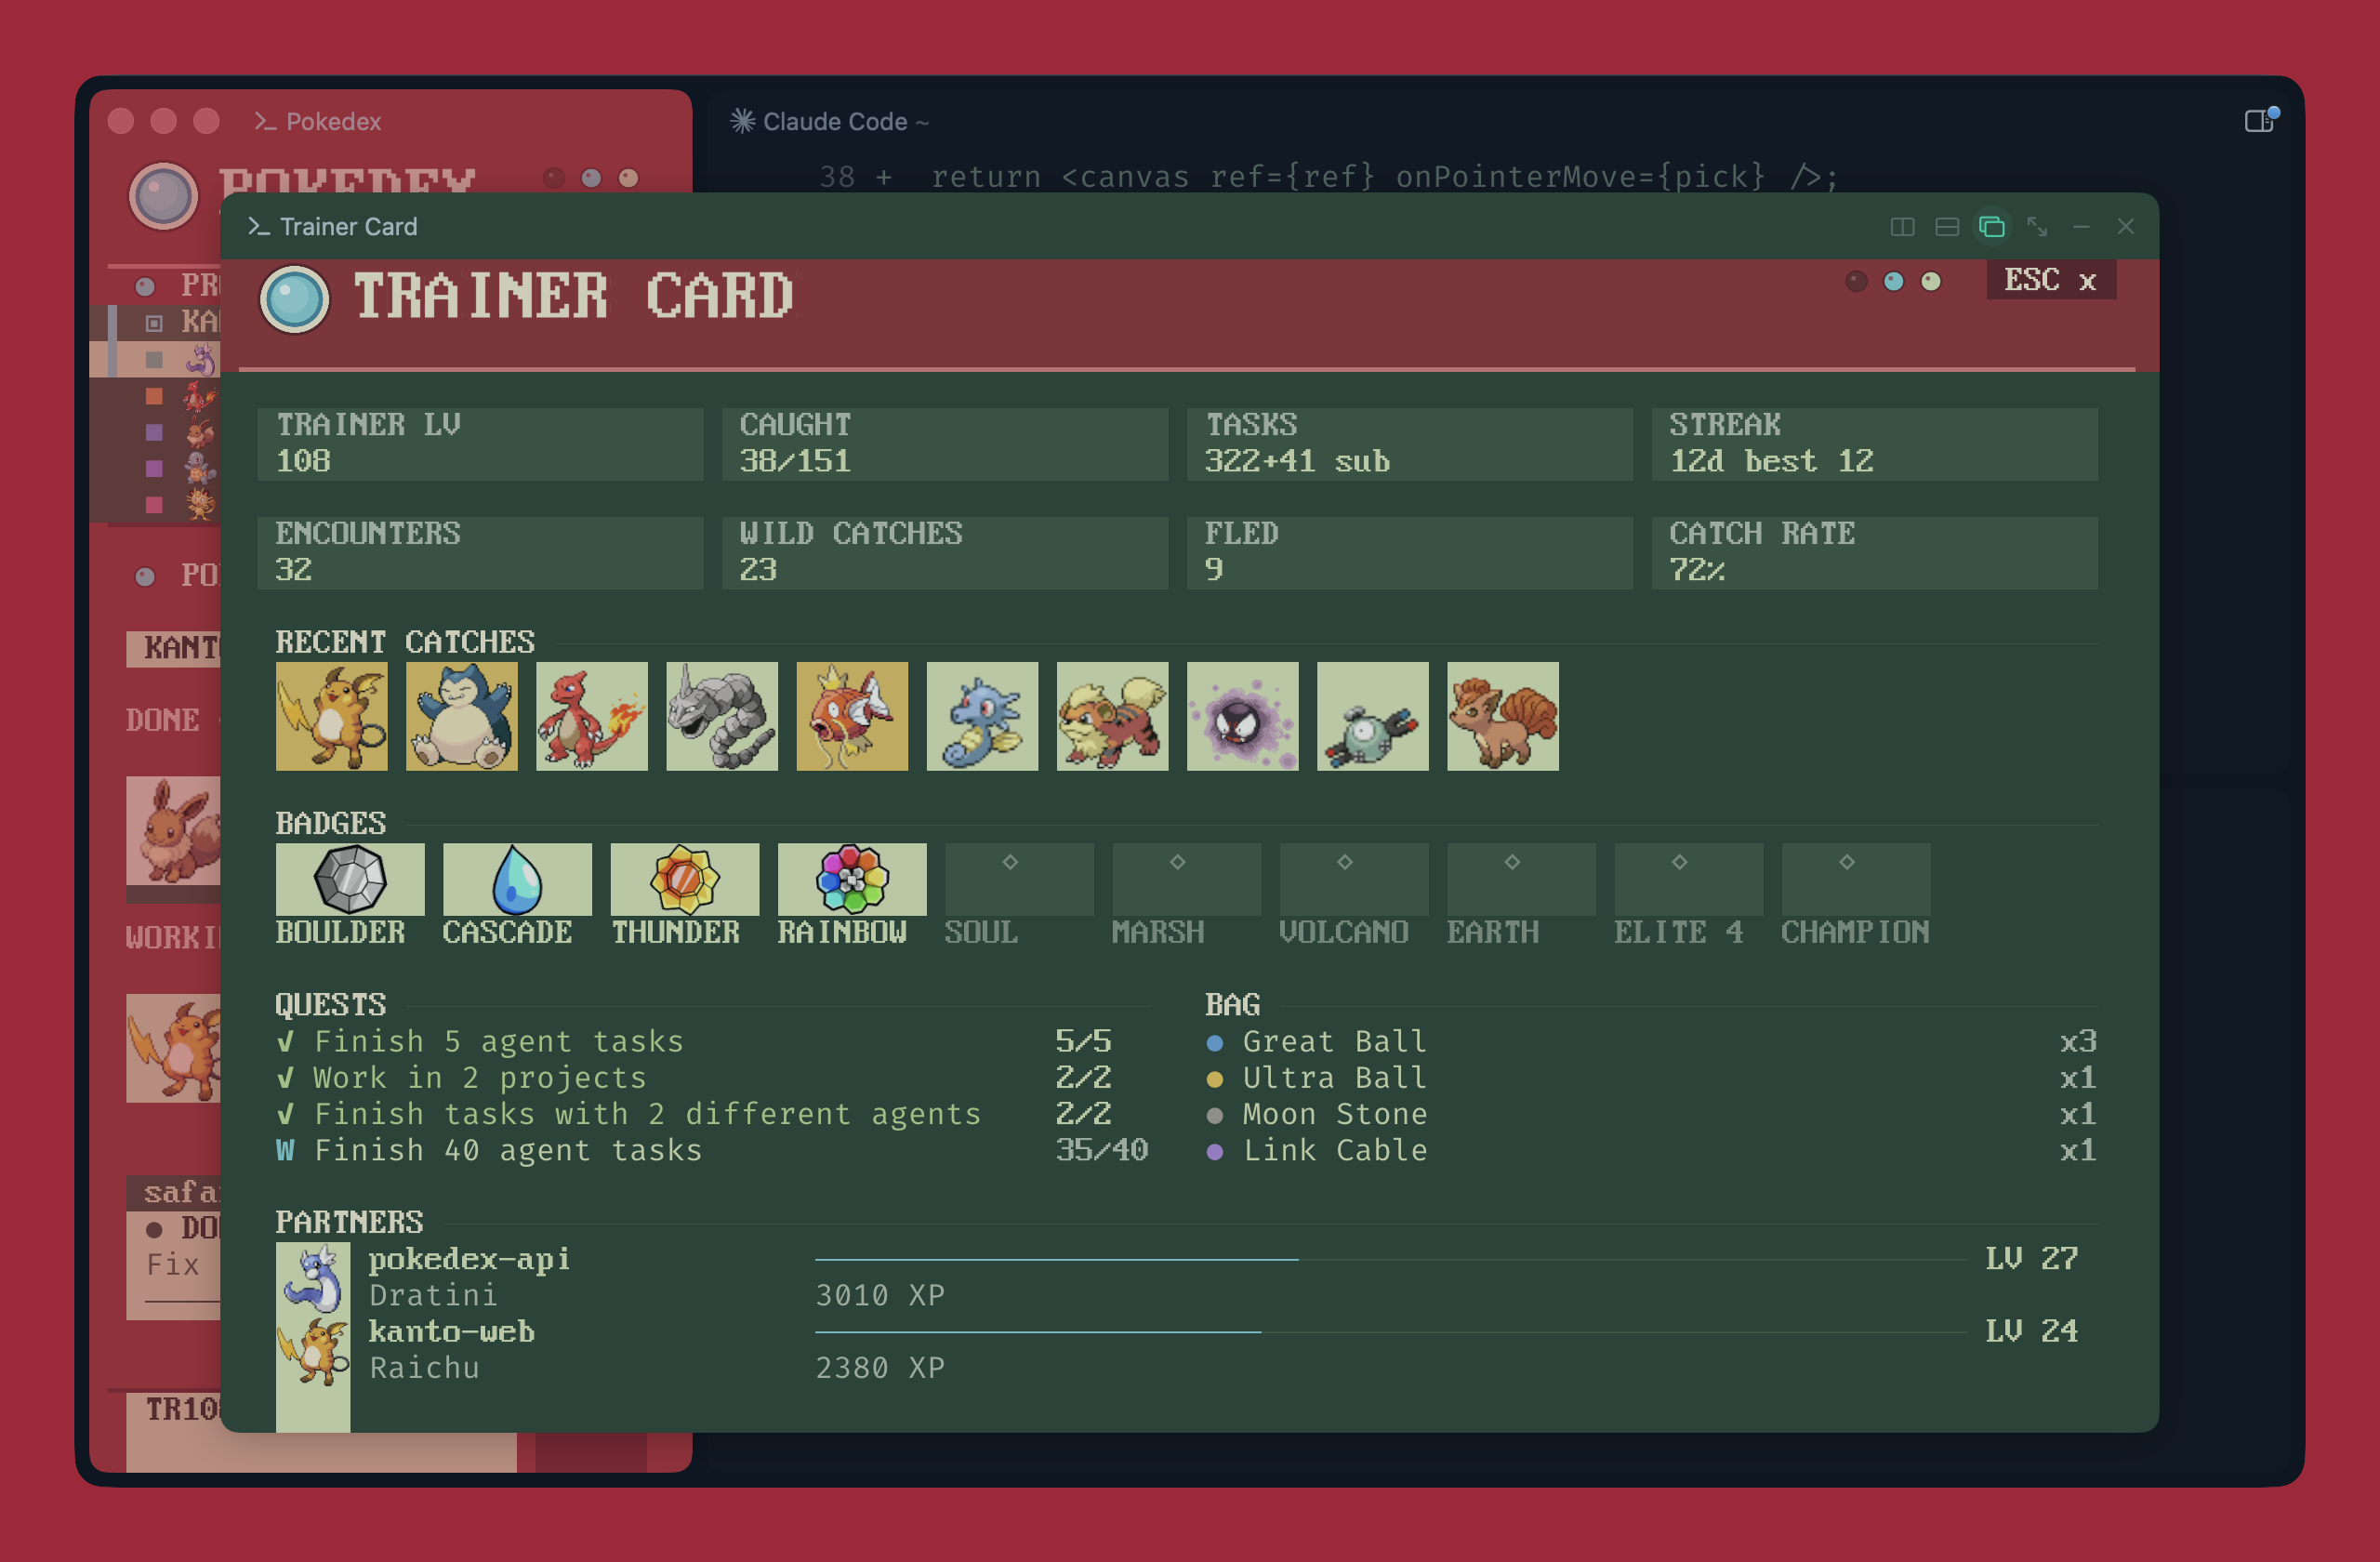 Pokedex
Claude Code ~
POKEDEX
38 + return <canvas ref={ref} onPointerMove={pick} />;
Trainer Card
TRAINER CARD
ESC x
TRAINER LV
108
CAUGHT
38/151
TASKS
322+41 sub
STREAK
12d best 12
ENCOUNTERS
32
WILD CATCHES
23
FLED
9
CATCH RATE
72%
RECENT CATCHES
BADGES
BOULDER CASCADE THUNDER RAINBOW SOUL MARSH VOLCANO EARTH ELITE 4 CHAMPION
QUESTS
√ Finish 5 agent tasks 5/5
√ Work in 2 projects 2/2
√ Finish tasks with 2 different agents 2/2
W Finish 40 agent tasks 35/40
BAG
Great Ball x3
Ultra Ball x1
Moon Stone x1
Link Cable x1
PARTNERS
pokedex-api LV 27
Dratini 3010 XP
kanto-web LV 24
Raichu 2380 XP
DONE
Fix